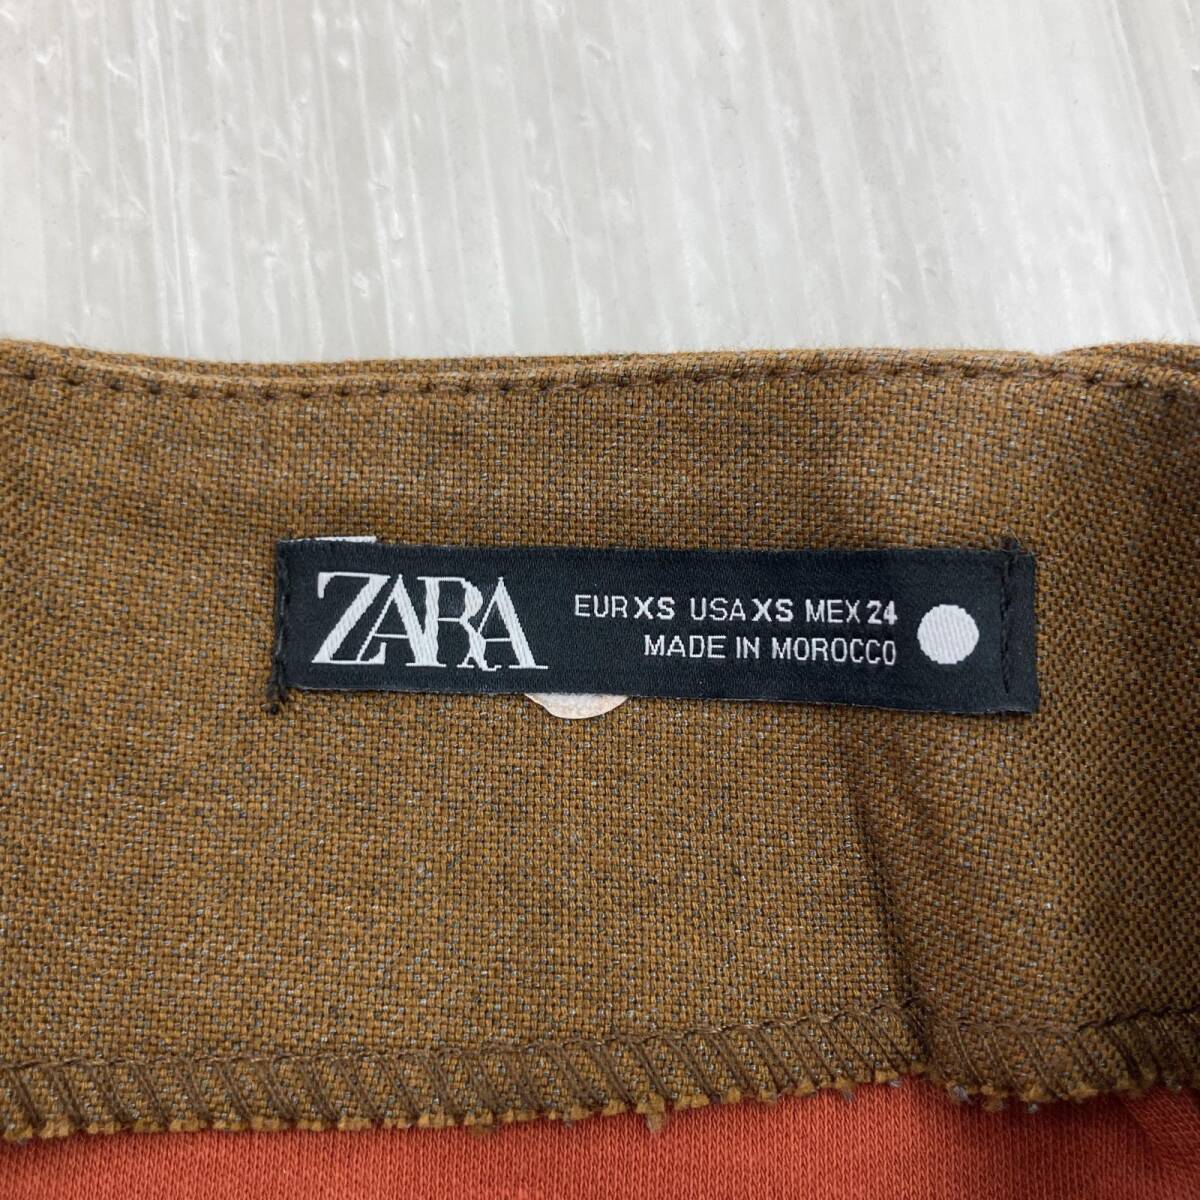 ZARA
EUR XS USA XS MEX 24
MADE IN MOROCCO